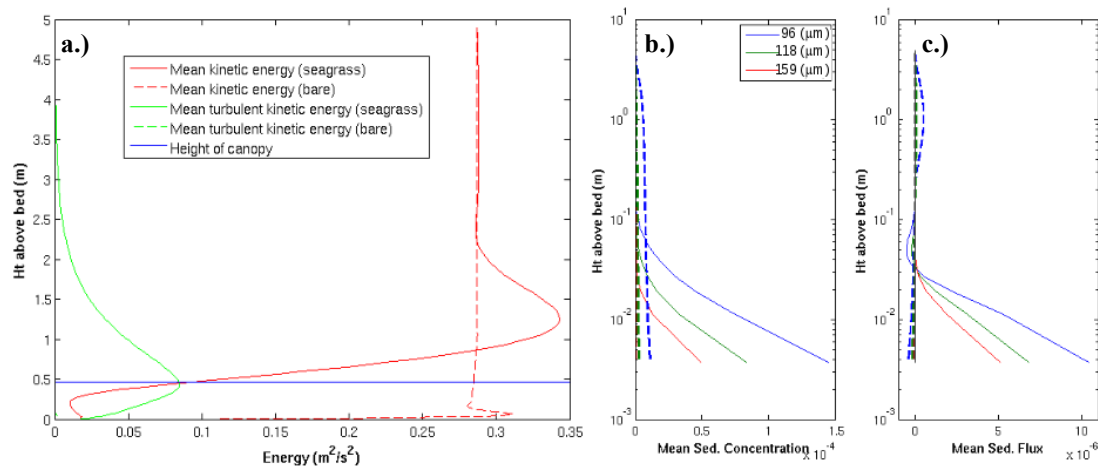 a.)
5
4.5
4
3.5
3
2.5
2
1.5
1
0.5
0
Ht above bed (m)
Mean kinetic energy (seagrass)
Mean kinetic energy (bare)
Mean turbulent kinetic energy (seagrass)
Mean turbulent kinetic energy (bare)
Height of canopy
0 0.05 0.1 0.15 0.2 0.25 0.3 0.35
Energy (m²/s²)
b.)
96 (μm)
118 (μm)
159 (μm)
10¹
10⁰
10⁻¹
10⁻²
10⁻³
Ht above bed (m)
0 0.5 1.0 1.5
Mean Sed. Concentration
x 10⁻⁴
c.)
10¹
10⁰
10⁻¹
10⁻²
10⁻³
Ht above bed (m)
0 5 10
Mean Sed. Flux
x 10⁻⁶